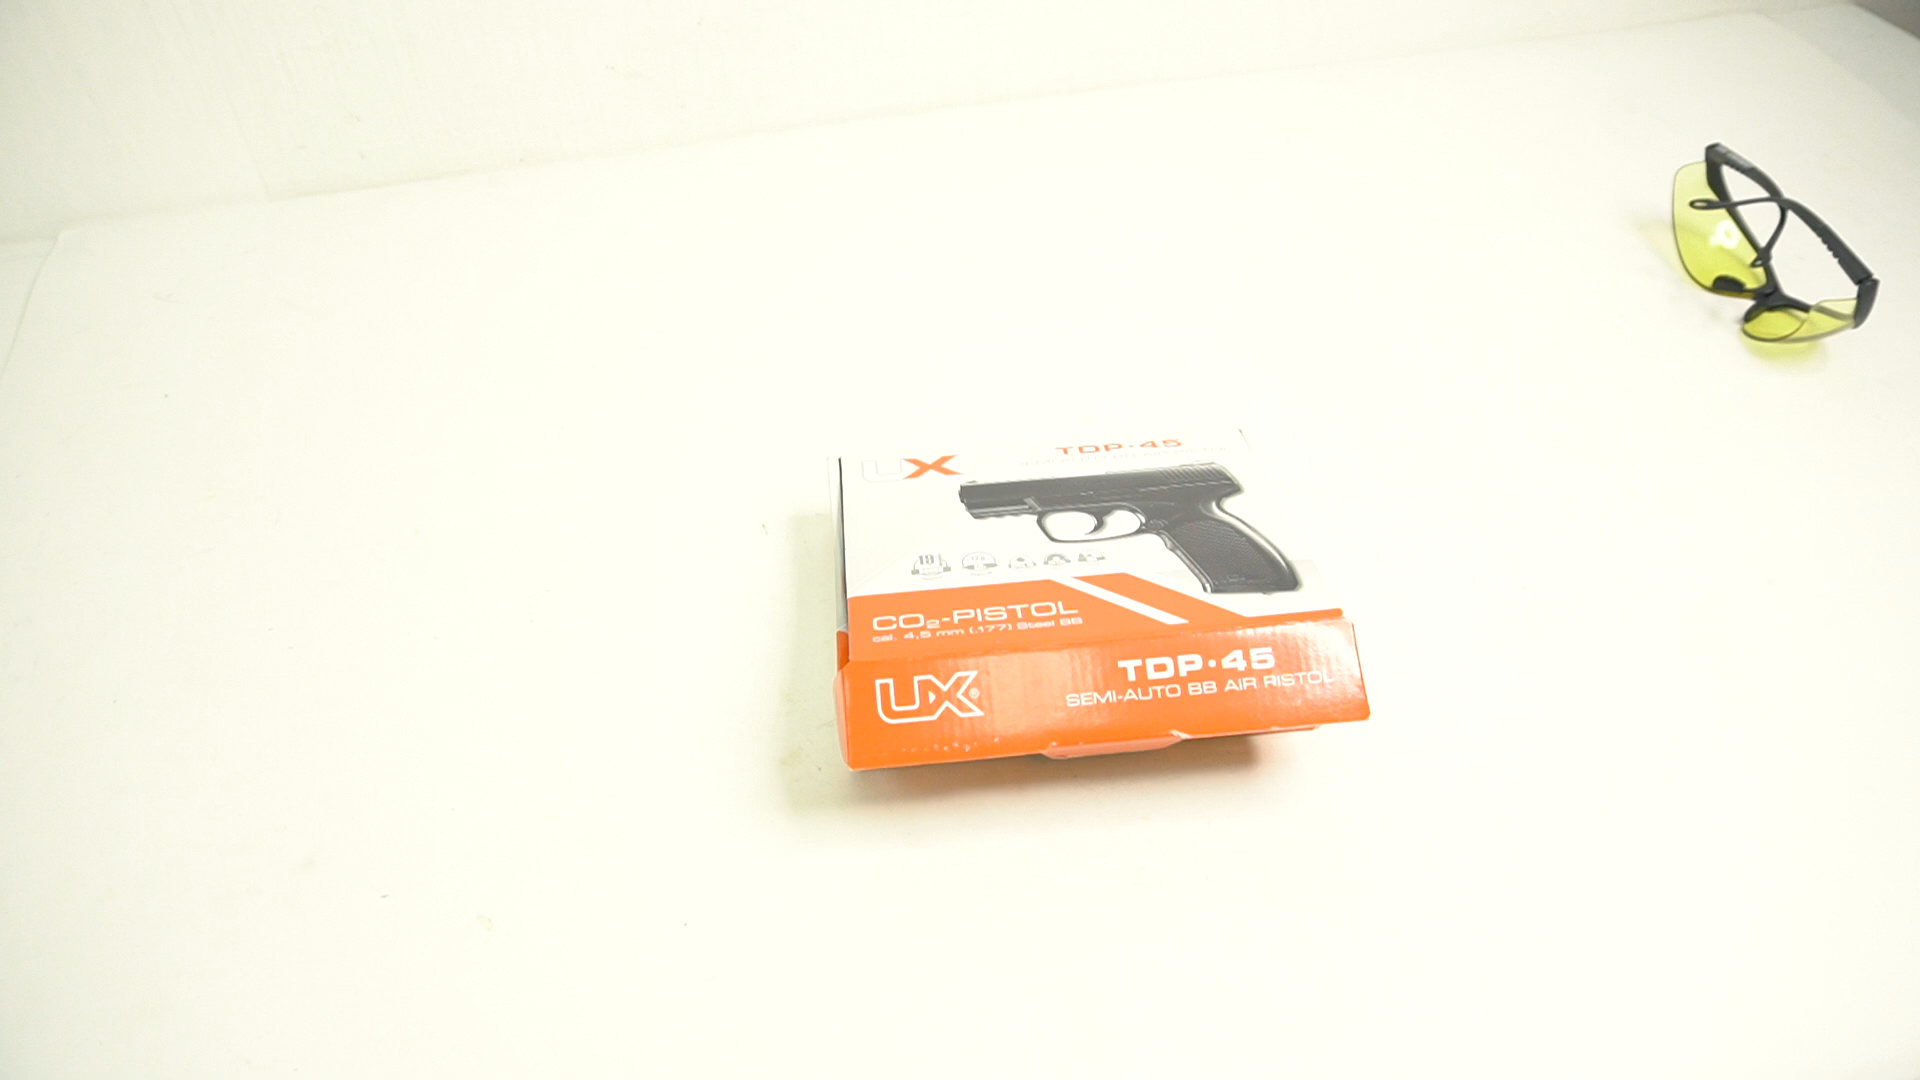 UX
TDP·45
18
CO₂-PISTOL
cal. 4,5 mm (.177) Steel BB
UX®
TDP·45
SEMI-AUTO BB AIR PISTOL